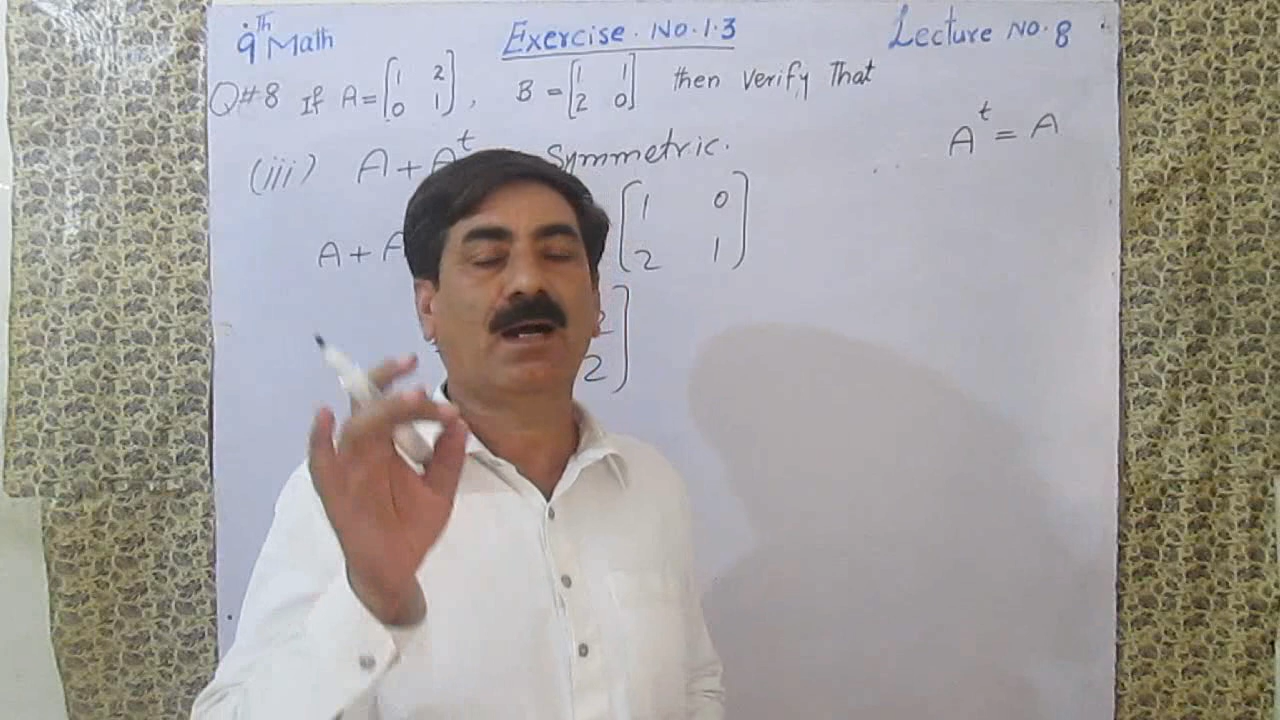 9th Math Exercise No. 1.3 Lecture No. 8
Q#8 If A = [1 2 0 1], B = [1 1 2 0] then verify That
A^t = A
(iii) A + A^t Symmetric.
A + A [1 0 2 1]
2 2]